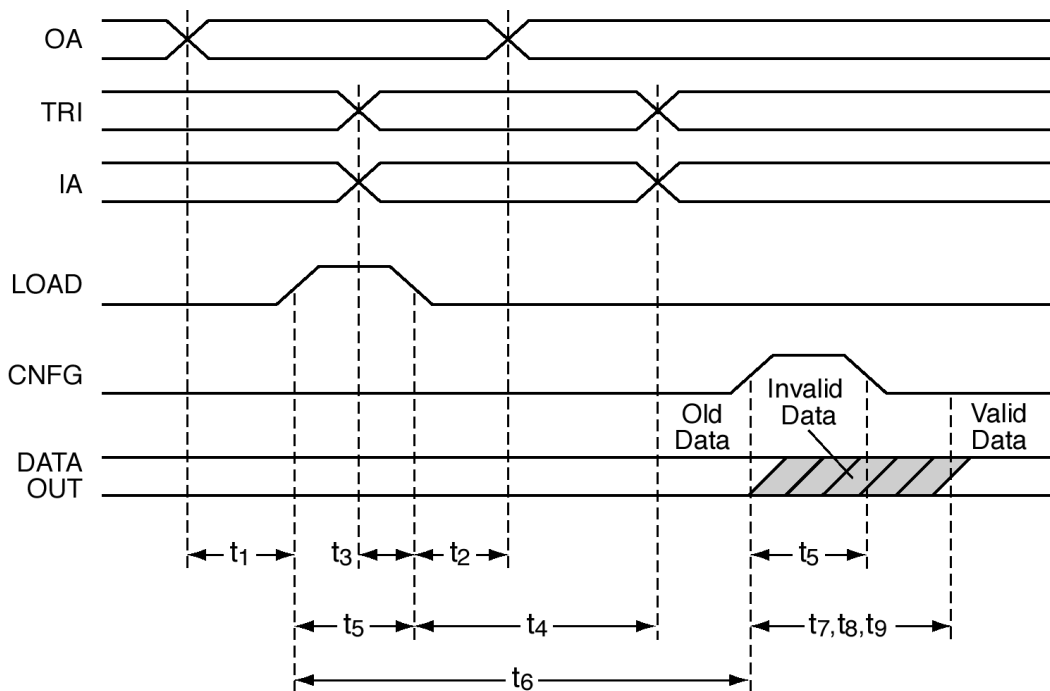 OA
TRI
IA
LOAD
CNFG
Old
Data
Invalid
Data
Valid
Data
DATA
OUT
t1
t3
t2
t5
t5
t4
t7,t8,t9
t6